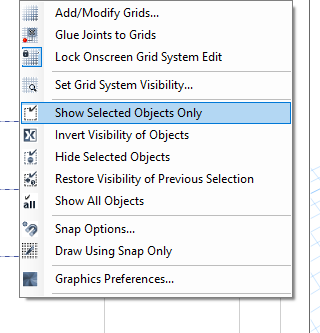 Add/Modify Grids...
Glue Joints to Grids
Lock Onscreen Grid System Edit
Set Grid System Visibility...
Show Selected Objects Only
Invert Visibility of Objects
Hide Selected Objects
Restore Visibility of Previous Selection
all Show All Objects
Snap Options...
Draw Using Snap Only
Graphics Preferences...